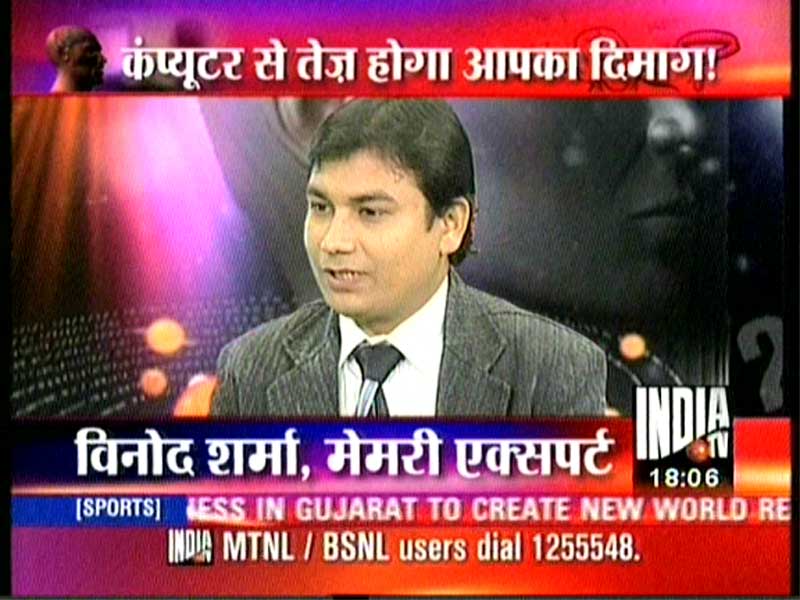 कंप्यूटर से तेज़ होगा आपका दिमाग!
विनोद शर्मा, मेमरी एक्सपर्ट
INDIA TV
18:06
[SPORTS] NESS IN GUJARAT TO CREATE NEW WORLD RE
INDIA TV MTNL / BSNL users dial 1255548.